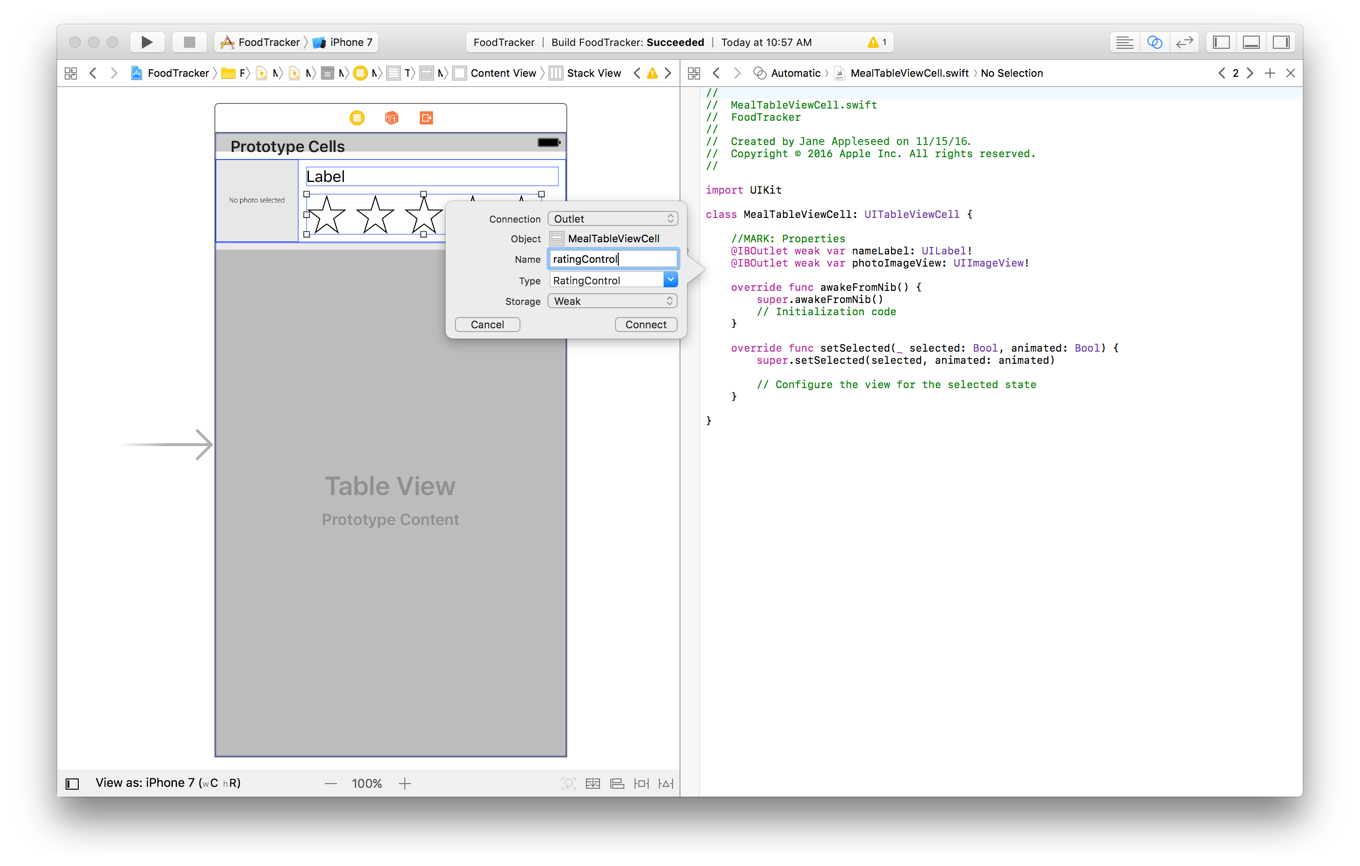 FoodTracker iPhone 7
FoodTracker | Build FoodTracker: Succeeded | Today at 10:57 AM 1
FoodTracker F M M M M T M Content View Stack View
Automatic MealTableViewCell.swift No Selection 2
Prototype Cells
No photo selected
Label
Connection Outlet
Object MealTableViewCell
Name ratingControl
Type RatingControl
Storage Weak
Cancel Connect
Table View
Prototype Content
View as: iPhone 7 (wC hR) 100%
//
// MealTableViewCell.swift
// FoodTracker
//
// Created by Jane Appleseed on 11/15/16.
// Copyright © 2016 Apple Inc. All rights reserved.
//
import UIKit
class MealTableViewCell: UITableViewCell {
//MARK: Properties
@IBOutlet weak var nameLabel: UILabel!
@IBOutlet weak var photoImageView: UIImageView!
override func awakeFromNib() {
super.awakeFromNib()
// Initialization code
}
override func setSelected(_ selected: Bool, animated: Bool) {
super.setSelected(selected, animated: animated)
// Configure the view for the selected state
}
}